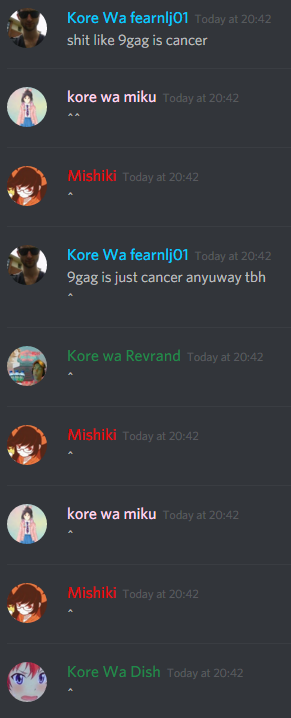 Kore Wa fearnlj01 Today at 20:42
shit like 9gag is cancer
kore wa miku Today at 20:42
^^
Mishiki Today at 20:42
^
Kore Wa fearnlj01 Today at 20:42
9gag is just cancer anyuway tbh
^
Kore wa Revrand Today at 20:42
^
Mishiki Today at 20:42
^
kore wa miku Today at 20:42
^
Mishiki Today at 20:42
^
Kore Wa Dish Today at 20:42
^